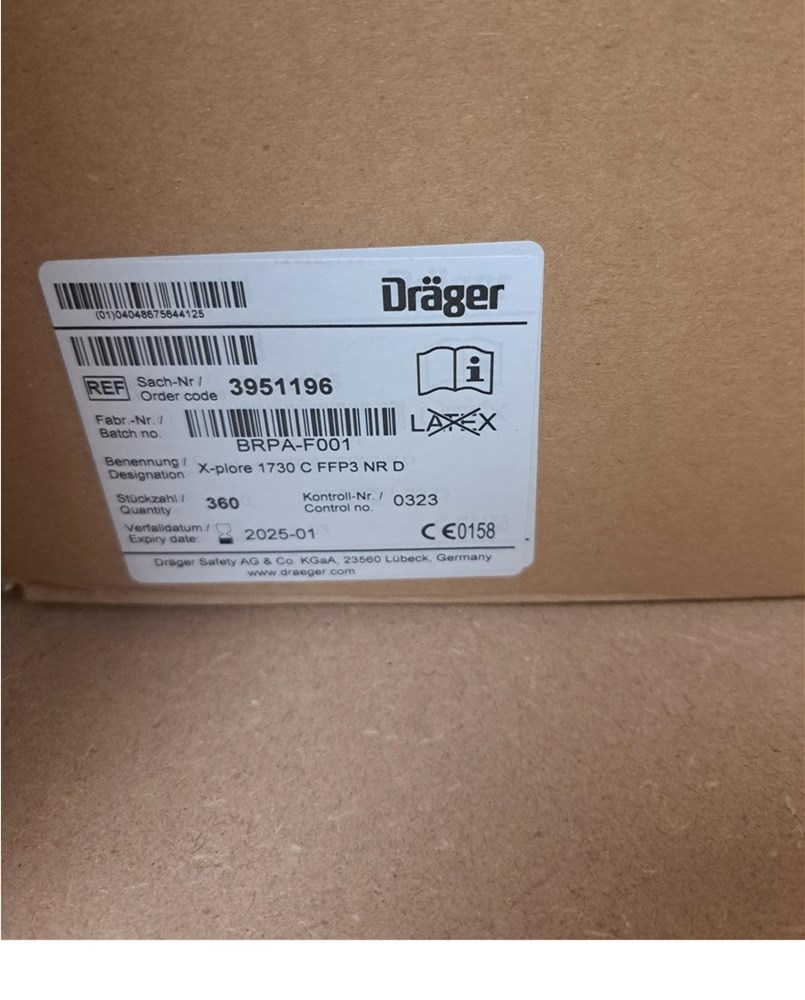 Dräger
(01)04048675644125
REF Sach-Nr / Order code 3951196
LATEX
Fabr.-Nr. / Batch no.
BRPA-F001
Benennung / Designation X-plore 1730 C FFP3 NR D
Stückzahl / Quantity 360 Kontroll-Nr. / Control no. 0323
Verfalldatum / Expiry date: 2025-01 CE0158
Dräger Safety AG & Co. KGaA, 23560 Lübeck, Germany
www.draeger.com